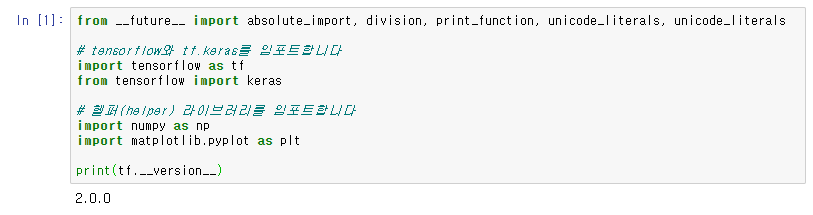 In [1]: from __future__ import absolute_import, division, print_function, unicode_literals, unicode_literals
# tensorflow와 tf.keras를 임포트합니다
import tensorflow as tf
from tensorflow import keras
# 헬퍼(helper) 라이브러리를 임포트합니다
import numpy as np
import matplotlib.pyplot as plt
print(tf.__version__)
2.0.0